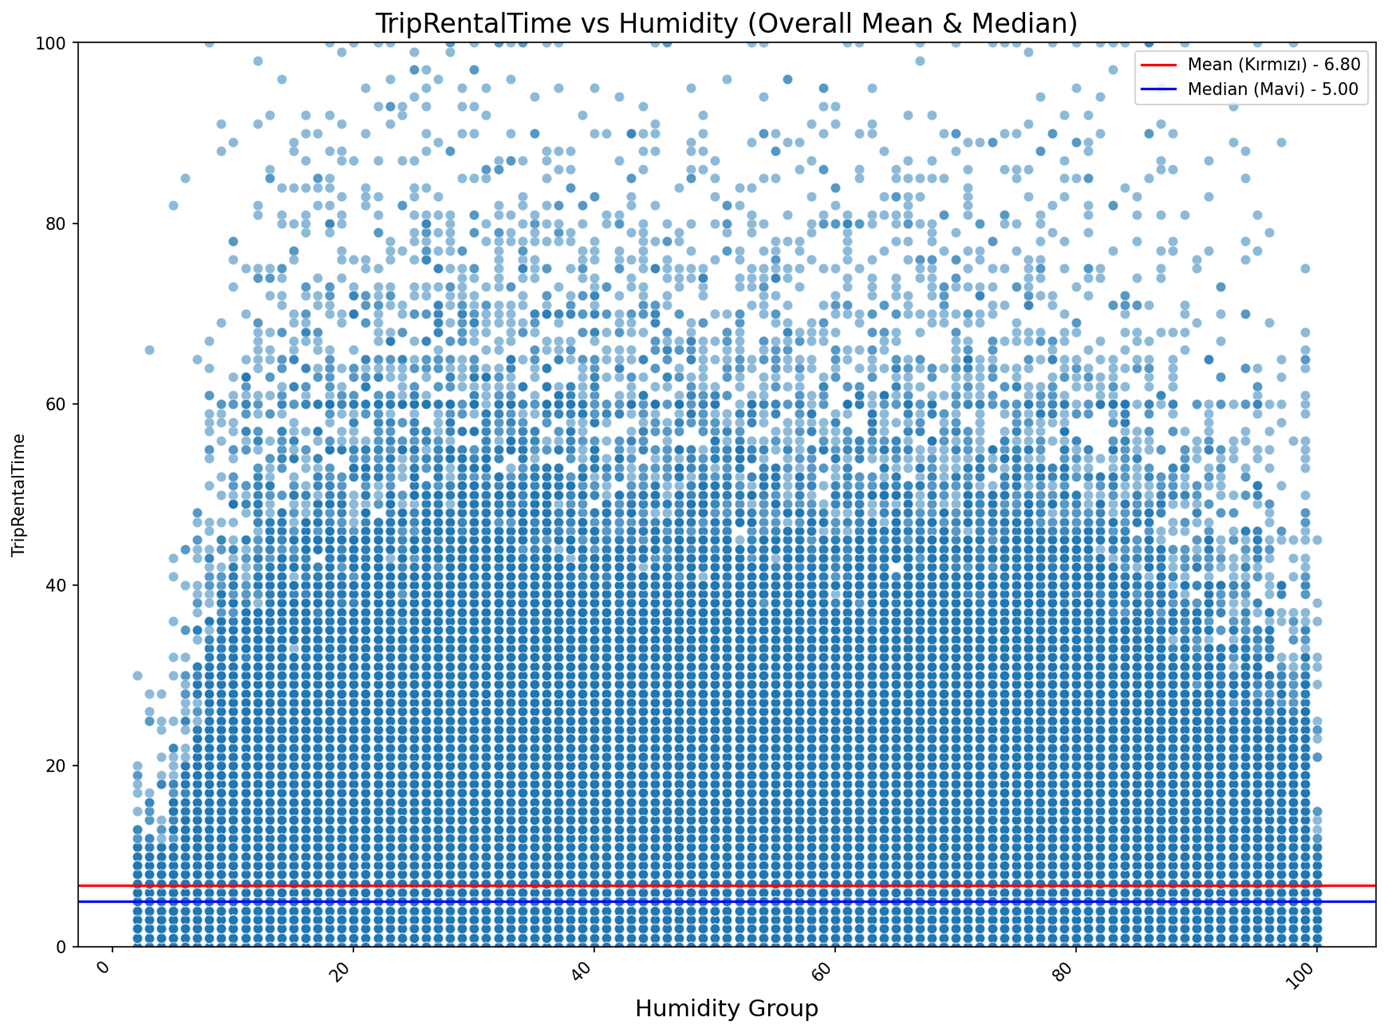 TripRentalTime vs Humidity (Overall Mean & Median)
Mean (Kırmızı) - 6.80
Median (Mavi) - 5.00
TripRentalTime
100
80
60
40
20
0
0
20
40
60
80
100
Humidity Group